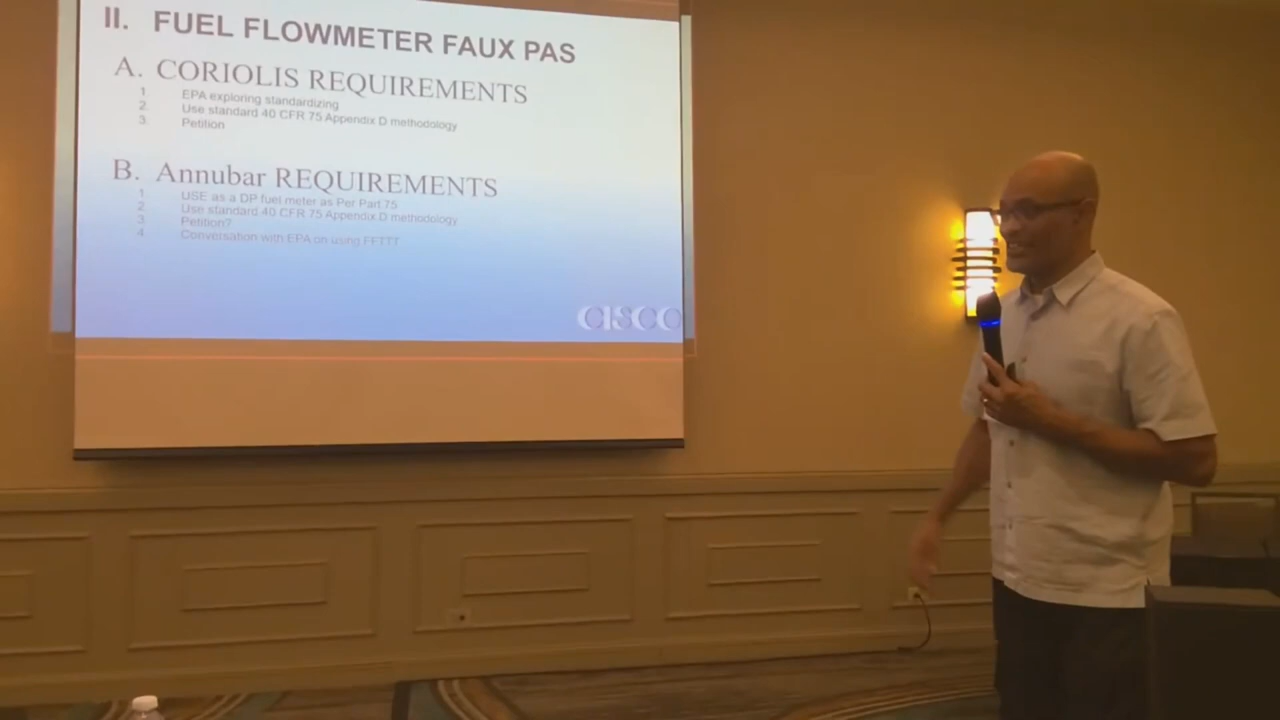 II. FUEL FLOWMETER FAUX PAS
A. CORIOLIS REQUIREMENTS
1. EPA exploring standardizing
2. Use standard 40 CFR 75 Appendix D methodology
3. Petition
B. Annubar REQUIREMENTS
1. USE as a DP fuel meter as Per Part 75
2. Use standard 40 CFR 75 Appendix D methodology
3. Petition?
4. Conversation with EPA on using FFTTT
CISCO